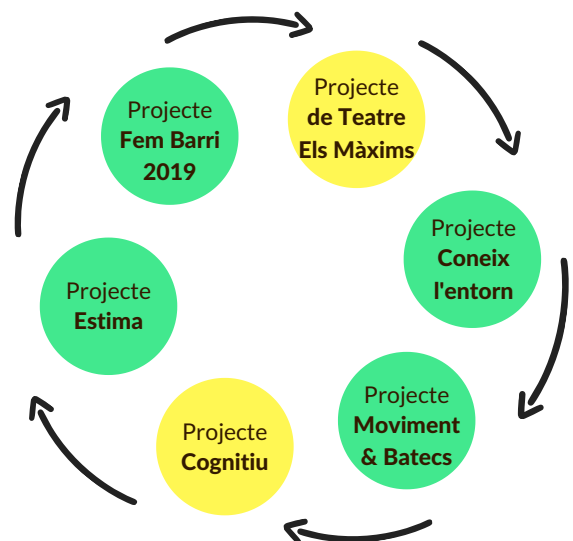 Projecte
Fem Barri
2019
Projecte
de Teatre
Els Màxims
Projecte
Coneix
l'entorn
Projecte
Moviment
& Batecs
Projecte
Cognitiu
Projecte
Estima